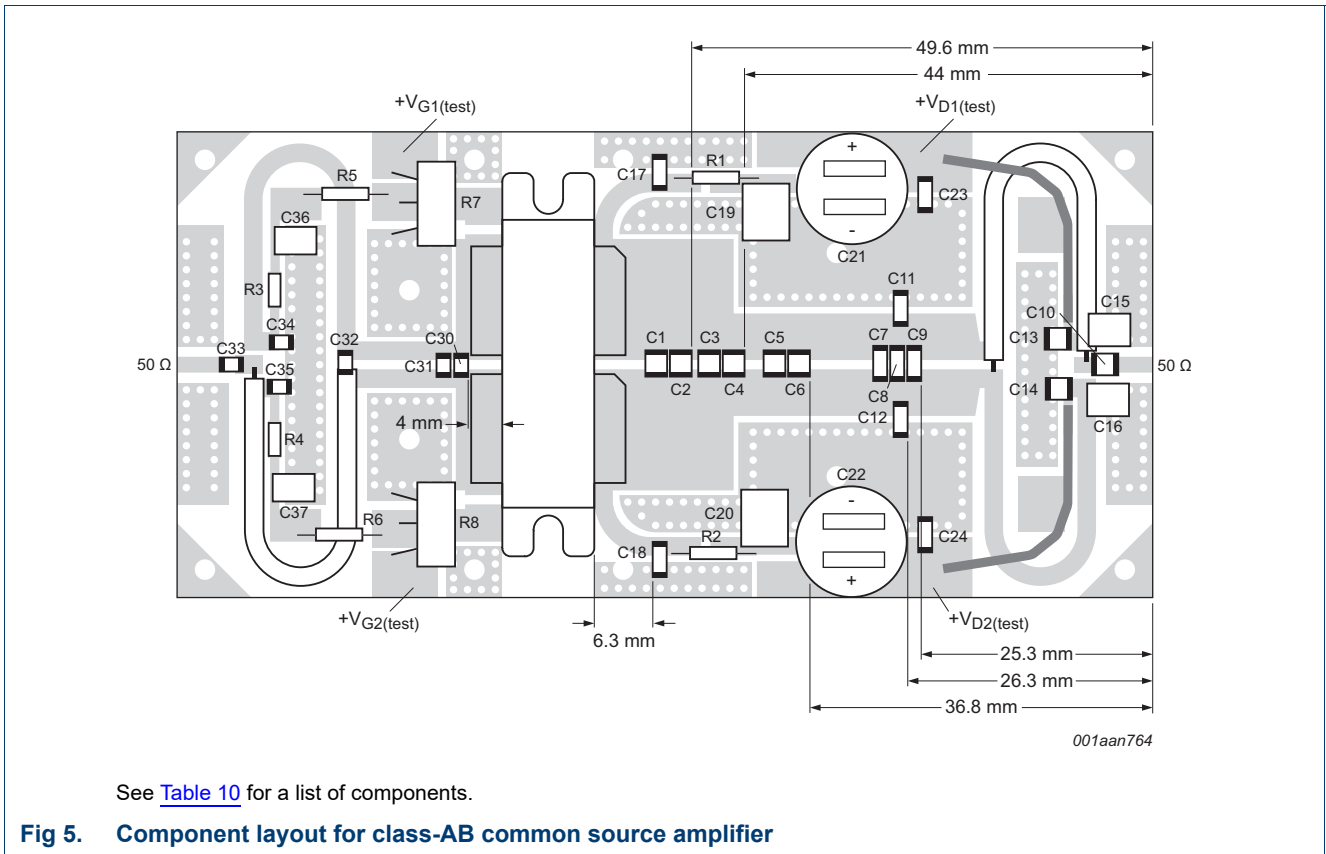 49.6 mm
44 mm
+VG1(test)
+VD1(test)
R5
C17
R1
R7
C19
C23
C36
+
-
C21
R3
C11
C10
C15
C34
C32
C30
C1
C3
C5
C7
C9
C13
50 Ω
C33
C31
50 Ω
C35
C2
C4
C6
C8
C14
C12
C16
4 mm
R4
C22
C37
R6
R8
C20
-
C24
C18
R2
+
+VG2(test)
+VD2(test)
6.3 mm
25.3 mm
26.3 mm
36.8 mm
001aan764
See Table 10 for a list of components.
Fig 5. Component layout for class-AB common source amplifier